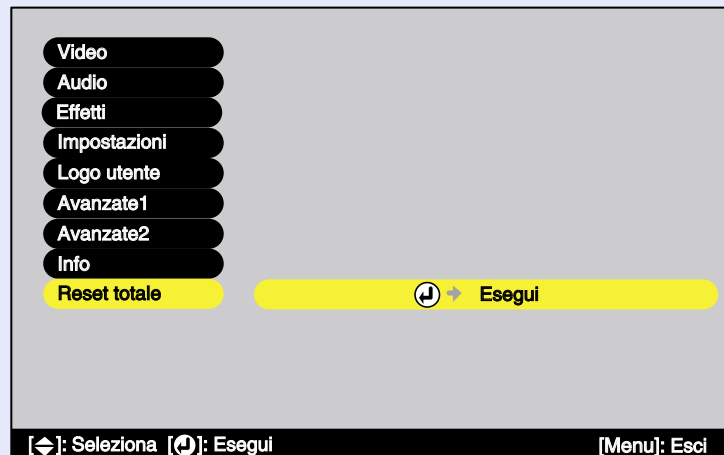 Video
Audio
Effetti
Impostazioni
Logo utente
Avanzate1
Avanzate2
Info
Reset totale Esegui
[]: Seleziona []: Esegui [Menu]: Esci